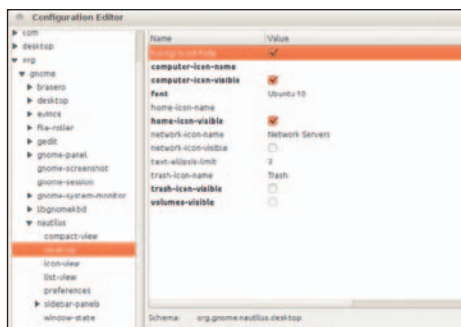 Configuration Editor
com
desktop
org
gnome
brasero
desktop
evince
file-roller
gedit
gnome-panel
gnome-screenshot
gnome-session
gnome-system-monitor
libgnomekbd
nautilus
compact-view
desktop
icon-view
list-view
preferences
sidebar-panels
window-state
Name Value
computer-icon-name
computer-icon-visible
font Ubuntu 10
home-icon-name
home-icon-visible
network-icon-name Network Servers
network-icon-visible
text-ellipsis-limit 3
trash-icon-name Trash
trash-icon-visible
volumes-visible
Schema: org.gnome.nautilus.desktop